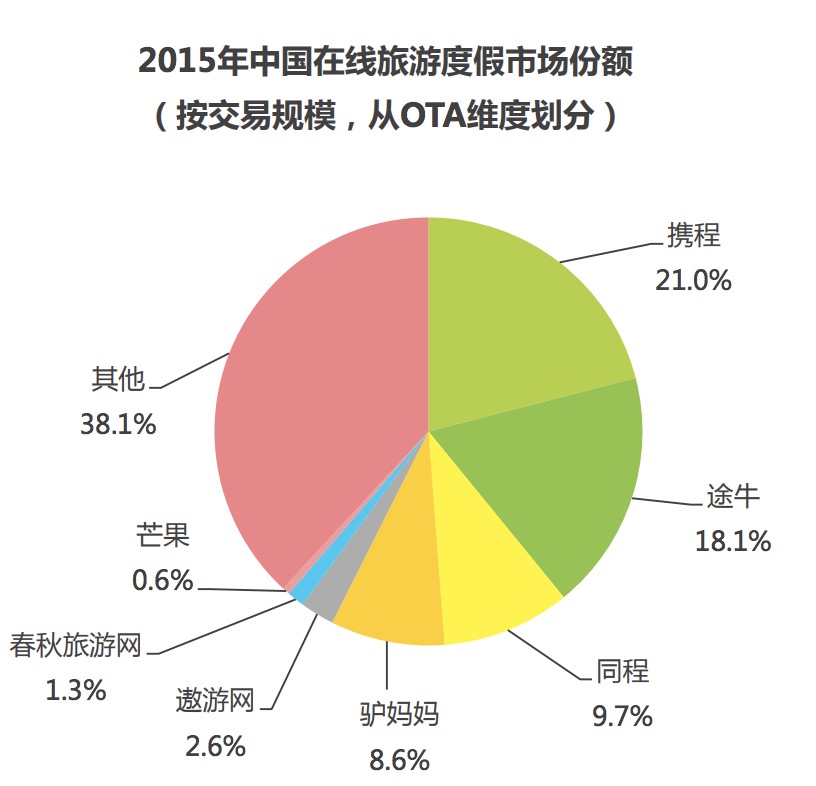 2015年中国在线旅游度假市场份额
（按交易规模，从OTA维度划分）
携程
21.0%
途牛
18.1%
同程
9.7%
驴妈妈
8.6%
遨游网
2.6%
春秋旅游网
1.3%
芒果
0.6%
其他
38.1%